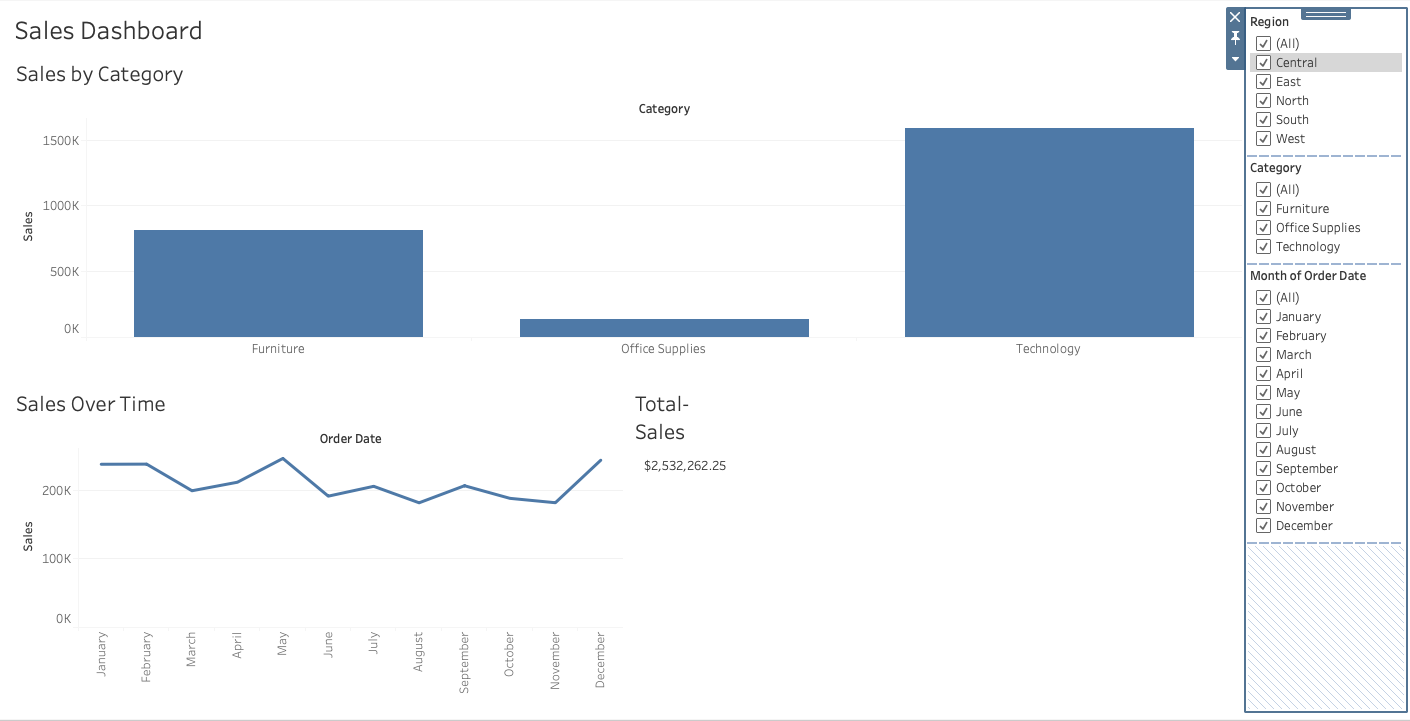 Sales Dashboard
Sales by Category
Category
1500K
1000K
500K
0K
Sales
Furniture
Office Supplies
Technology
Sales Over Time
Order Date
200K
100K
0K
Sales
January
February
March
April
May
June
July
August
September
October
November
December
Total-
Sales
$2,532,262.25
Region
(All)
Central
East
North
South
West
Category
(All)
Furniture
Office Supplies
Technology
Month of Order Date
(All)
January
February
March
April
May
June
July
August
September
October
November
December